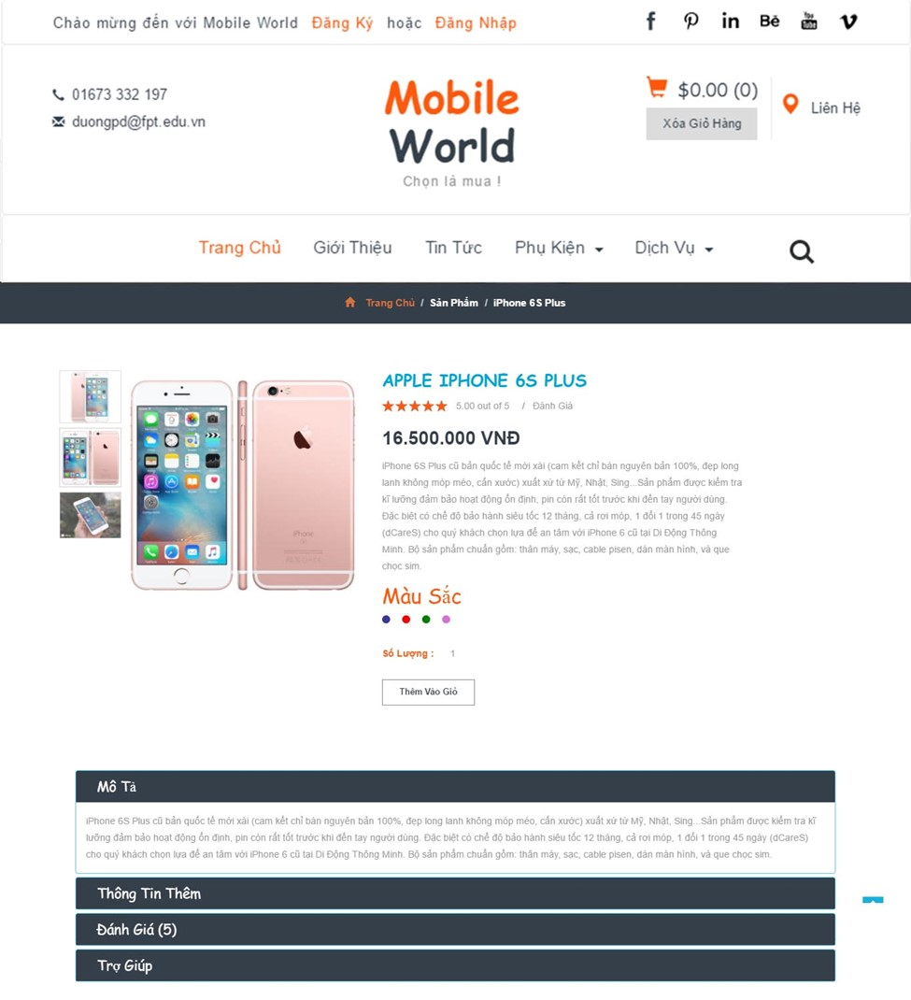 Chào mừng đến với Mobile World Đăng Ký hoặc Đăng Nhập
01673 332 197
duongpd@fpt.edu.vn
Mobile
World
Chọn là mua !
$0.00 (0)
Xóa Giỏ Hàng
Liên Hệ
Trang Chủ Giới Thiệu Tin Tức Phụ Kiện Dịch Vụ
Trang Chủ / Sản Phẩm / iPhone 6S Plus
APPLE IPHONE 6S PLUS
5.00 out of 5 / Đánh Giá
16.500.000 VNĐ
iPhone 6S Plus cũ bản quốc tế mới xài (cam kết chỉ bán nguyên bản 100%, đẹp long
lanh không móp méo, cấn xước) xuất xứ từ Mỹ, Nhật, Sing...Sản phẩm được kiểm tra
kĩ lưỡng đảm bảo hoạt động ổn định, pin còn rất tốt trước khi đến tay người dùng.
Đặc biệt có chế độ bảo hành siêu tốc 12 tháng, cả rơi móp, 1 đổi 1 trong 45 ngày
(dCareS) cho quý khách chọn lựa để an tâm với iPhone 6 cũ tại Di Động Thông
Minh. Bộ sản phẩm chuẩn gồm: thân máy, sạc, cable pisen, dán màn hình, và que
chọc sim.
Màu Sắc
Số Lượng : 1
Thêm Vào Giỏ
Mô Tả
iPhone 6S Plus cũ bản quốc tế mới xài (cam kết chỉ bán nguyên bản 100%, đẹp long lanh không móp méo, cấn xước) xuất xứ từ Mỹ, Nhật, Sing...Sản phẩm được kiểm tra kĩ
lưỡng đảm bảo hoạt động ổn định, pin còn rất tốt trước khi đến tay người dùng. Đặc biệt có chế độ bảo hành siêu tốc 12 tháng, cả rơi móp, 1 đổi 1 trong 45 ngày (dCareS)
cho quý khách chọn lựa để an tâm với iPhone 6 cũ tại Di Động Thông Minh. Bộ sản phẩm chuẩn gồm: thân máy, sạc, cable pisen, dán màn hình, và que chọc sim.
Thông Tin Thêm
Đánh Giá (5)
Trợ Giúp